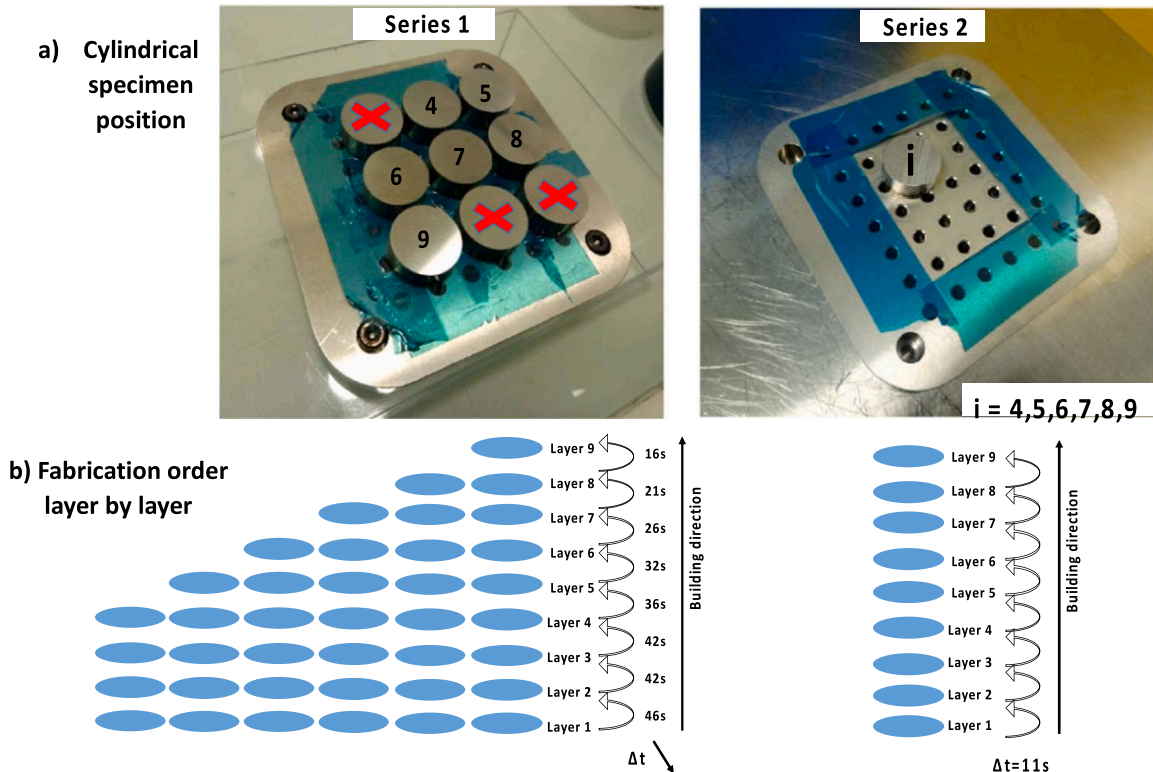 Series 1
Series 2
a) Cylindrical
specimen
position
4
5
6
7
8
9
i
i = 4,5,6,7,8,9
b) Fabrication order
layer by layer
Layer 9
16s
Layer 8
21s
Layer 7
26s
Layer 6
32s
Layer 5
36s
Layer 4
42s
Layer 3
42s
Layer 2
46s
Layer 1
Δt
Building direction
Layer 9
Layer 8
Layer 7
Layer 6
Layer 5
Layer 4
Layer 3
Layer 2
Layer 1
Δt=11s
Building direction